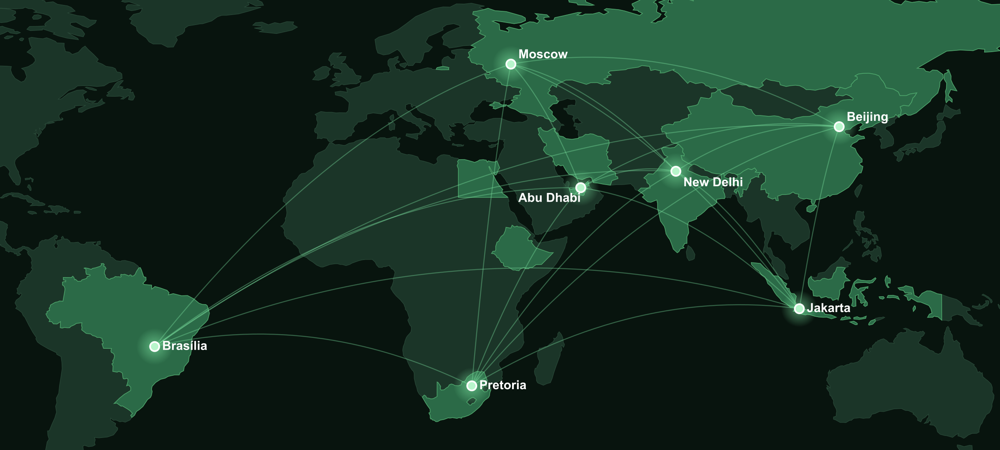 Moscow
Beijing
New Delhi
Abu Dhabi
Jakarta
Brasília
Pretoria